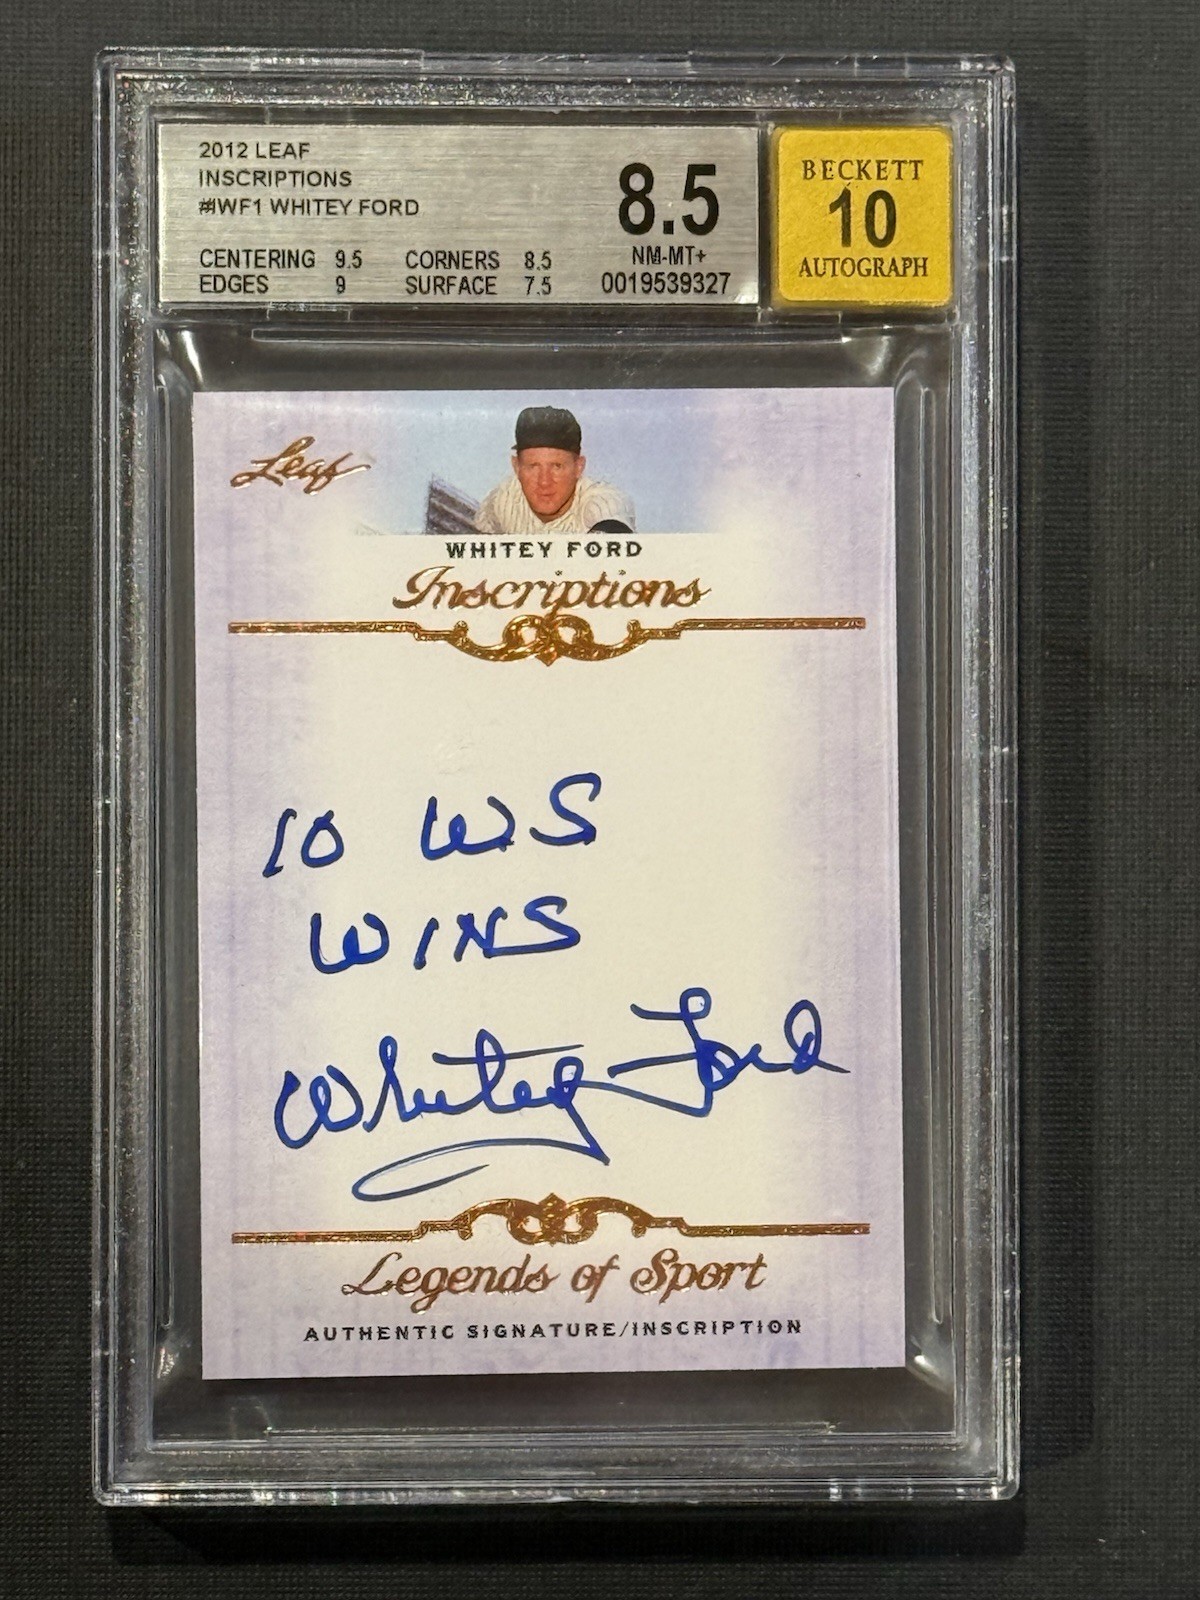 2012 LEAF
INSCRIPTIONS
#IWF1 WHITEY FORD
CENTERING 9.5 CORNERS 8.5
EDGES 9 SURFACE 7.5
8.5
NM-MT+
0019539327
BECKETT
10
AUTOGRAPH
Leaf
WHITEY FORD
Inscriptions
10 WS
WINS
Whitey Ford
Legends of Sport
AUTHENTIC SIGNATURE/INSCRIPTION